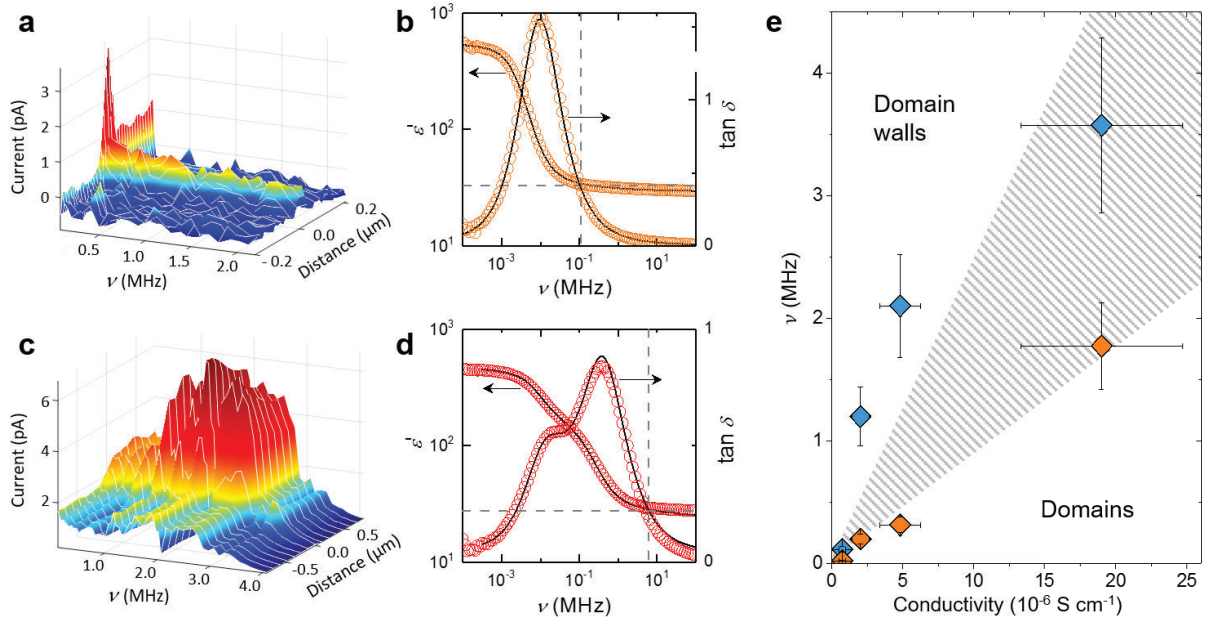 a
Current (pA)
3
2
1
0
0.5
1.0
1.5
2.0
ν (MHz)
- 0.2
0.0
0.2
Distance (μm)
b
ε'
10³
10²
10¹
1
0
tan δ
10⁻³
10⁻¹
10¹
ν (MHz)
c
Current (pA)
6
4
2
1.0
2.0
3.0
4.0
ν (MHz)
-0.5
0.0
0.5
Distance (μm)
d
ε'
10³
10²
10¹
1
0
tan δ
10⁻³
10⁻¹
10¹
ν (MHz)
e
Domain
walls
Domains
ν (MHz)
4
3
2
1
0
0
5
10
15
20
25
Conductivity (10⁻⁶ S cm⁻¹)